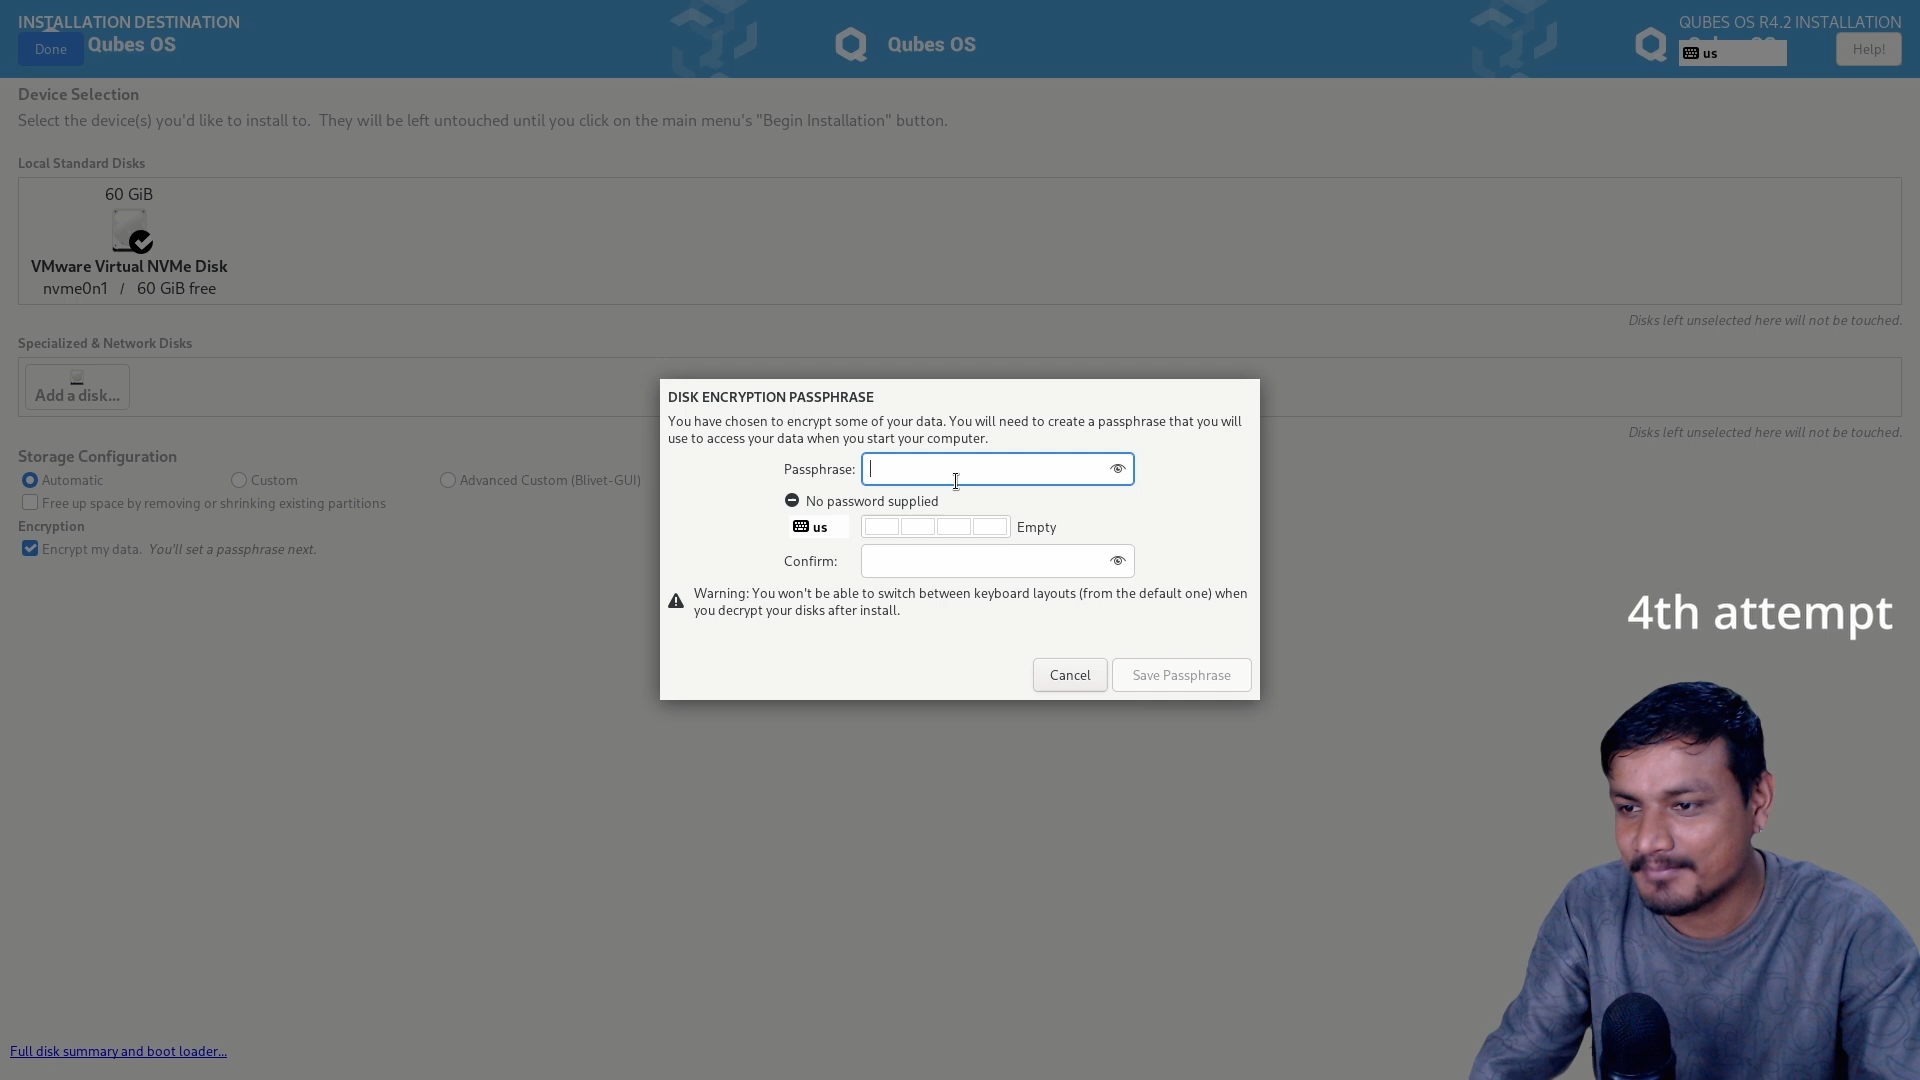 INSTALLATION DESTINATION
Done
Qubes OS
Qubes OS
QUBES OS R4.2 INSTALLATION
us
Help!
Device Selection
Select the device(s) you'd like to install to.  They will be left untouched until you click on the main menu's "Begin Installation" button.
Local Standard Disks
60 GiB
VMware Virtual NVMe Disk
nvme0n1 / 60 GiB free
Disks left unselected here will not be touched.
Specialized & Network Disks
Add a disk...
Disks left unselected here will not be touched.
Storage Configuration
Automatic
Custom
Advanced Custom (Blivet-GUI)
Free up space by removing or shrinking existing partitions
Encryption
Encrypt my data. You'll set a passphrase next.
DISK ENCRYPTION PASSPHRASE
You have chosen to encrypt some of your data. You will need to create a passphrase that you will
use to access your data when you start your computer.
Passphrase:
No password supplied
us
Empty
Confirm:
Warning: You won't be able to switch between keyboard layouts (from the default one) when
you decrypt your disks after install.
Cancel
Save Passphrase
4th attempt
Full disk summary and boot loader...